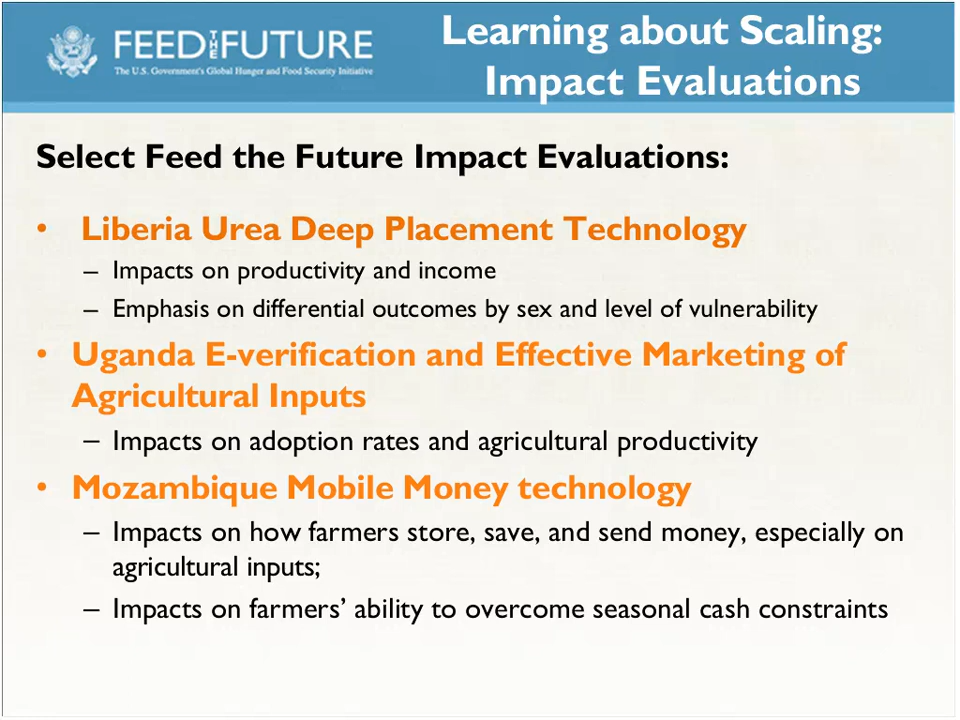 FEED THE FUTURE
The U.S. Government's Global Hunger and Food Security Initiative
Learning about Scaling:
Impact Evaluations
Select Feed the Future Impact Evaluations:
• Liberia Urea Deep Placement Technology
– Impacts on productivity and income
– Emphasis on differential outcomes by sex and level of vulnerability
• Uganda E-verification and Effective Marketing of
Agricultural Inputs
– Impacts on adoption rates and agricultural productivity
• Mozambique Mobile Money technology
– Impacts on how farmers store, save, and send money, especially on
agricultural inputs;
– Impacts on farmers’ ability to overcome seasonal cash constraints